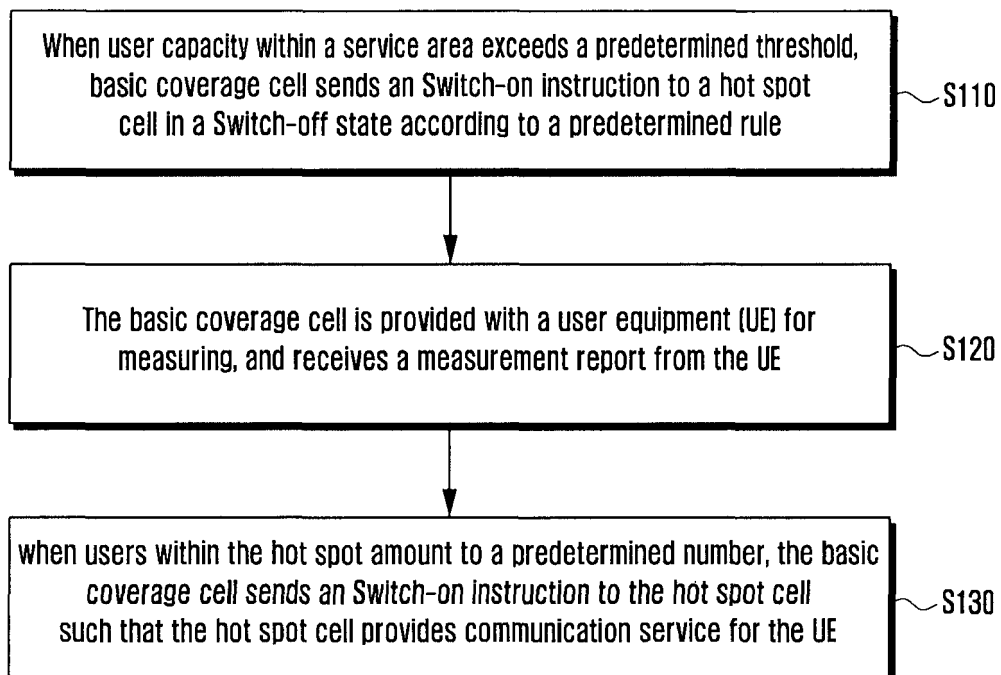 When user capacity within a service area exceeds a predetermined threshold,
basic coverage cell sends an Switch-on instruction to a hot spot
cell in a Switch-off state according to a predetermined rule
S110
The basic coverage cell is provided with a user equipment (UE) for
measuring, and receives a measurement report from the UE
S120
when users within the hot spot amount to a predetermined number, the basic
coverage cell sends an Switch-on instruction to the hot spot cell
such that the hot spot cell provides communication service for the UE
S130